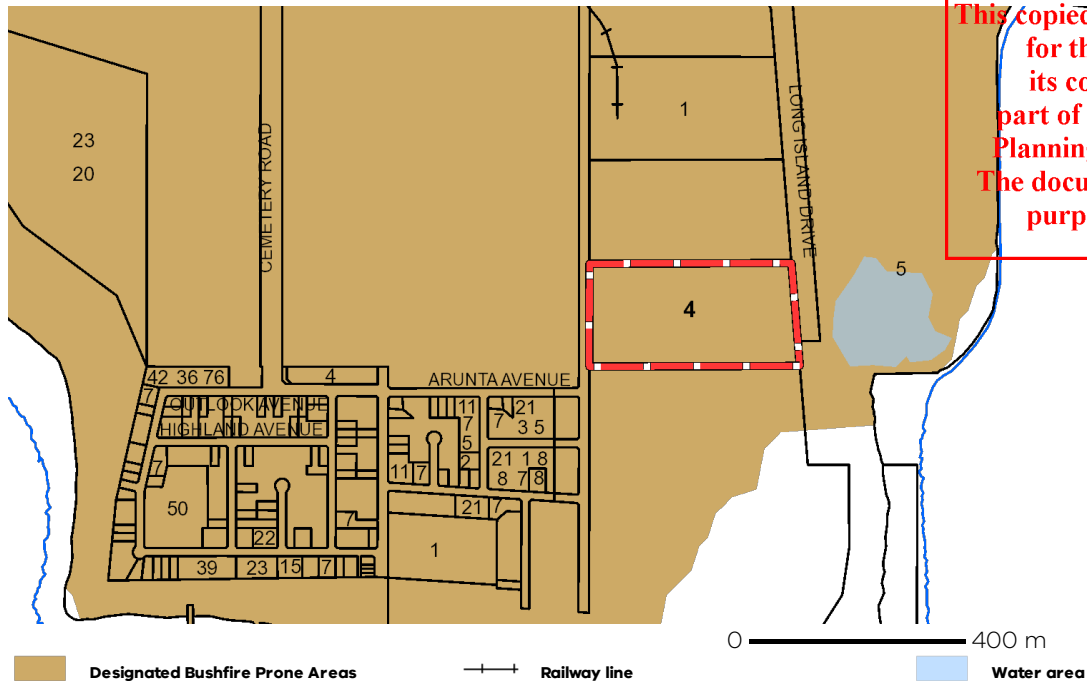 This copied
for th
its co
part of
Planning
The docu
purp
23
20
CEMETERY ROAD
1
LONG ISLAND DRIVE
5
4
42 36 76
4
ARUNTA AVENUE
7
OUTLOOK AVENUE
HIGHLAND AVENUE
11
7
5
2
7
21
3 5
7
11 7
21 1 8
8 7 8
50
7
21 7
22
1
39 23 15 7
0 400 m
Designated Bushfire Prone Areas
Railway line
Water area